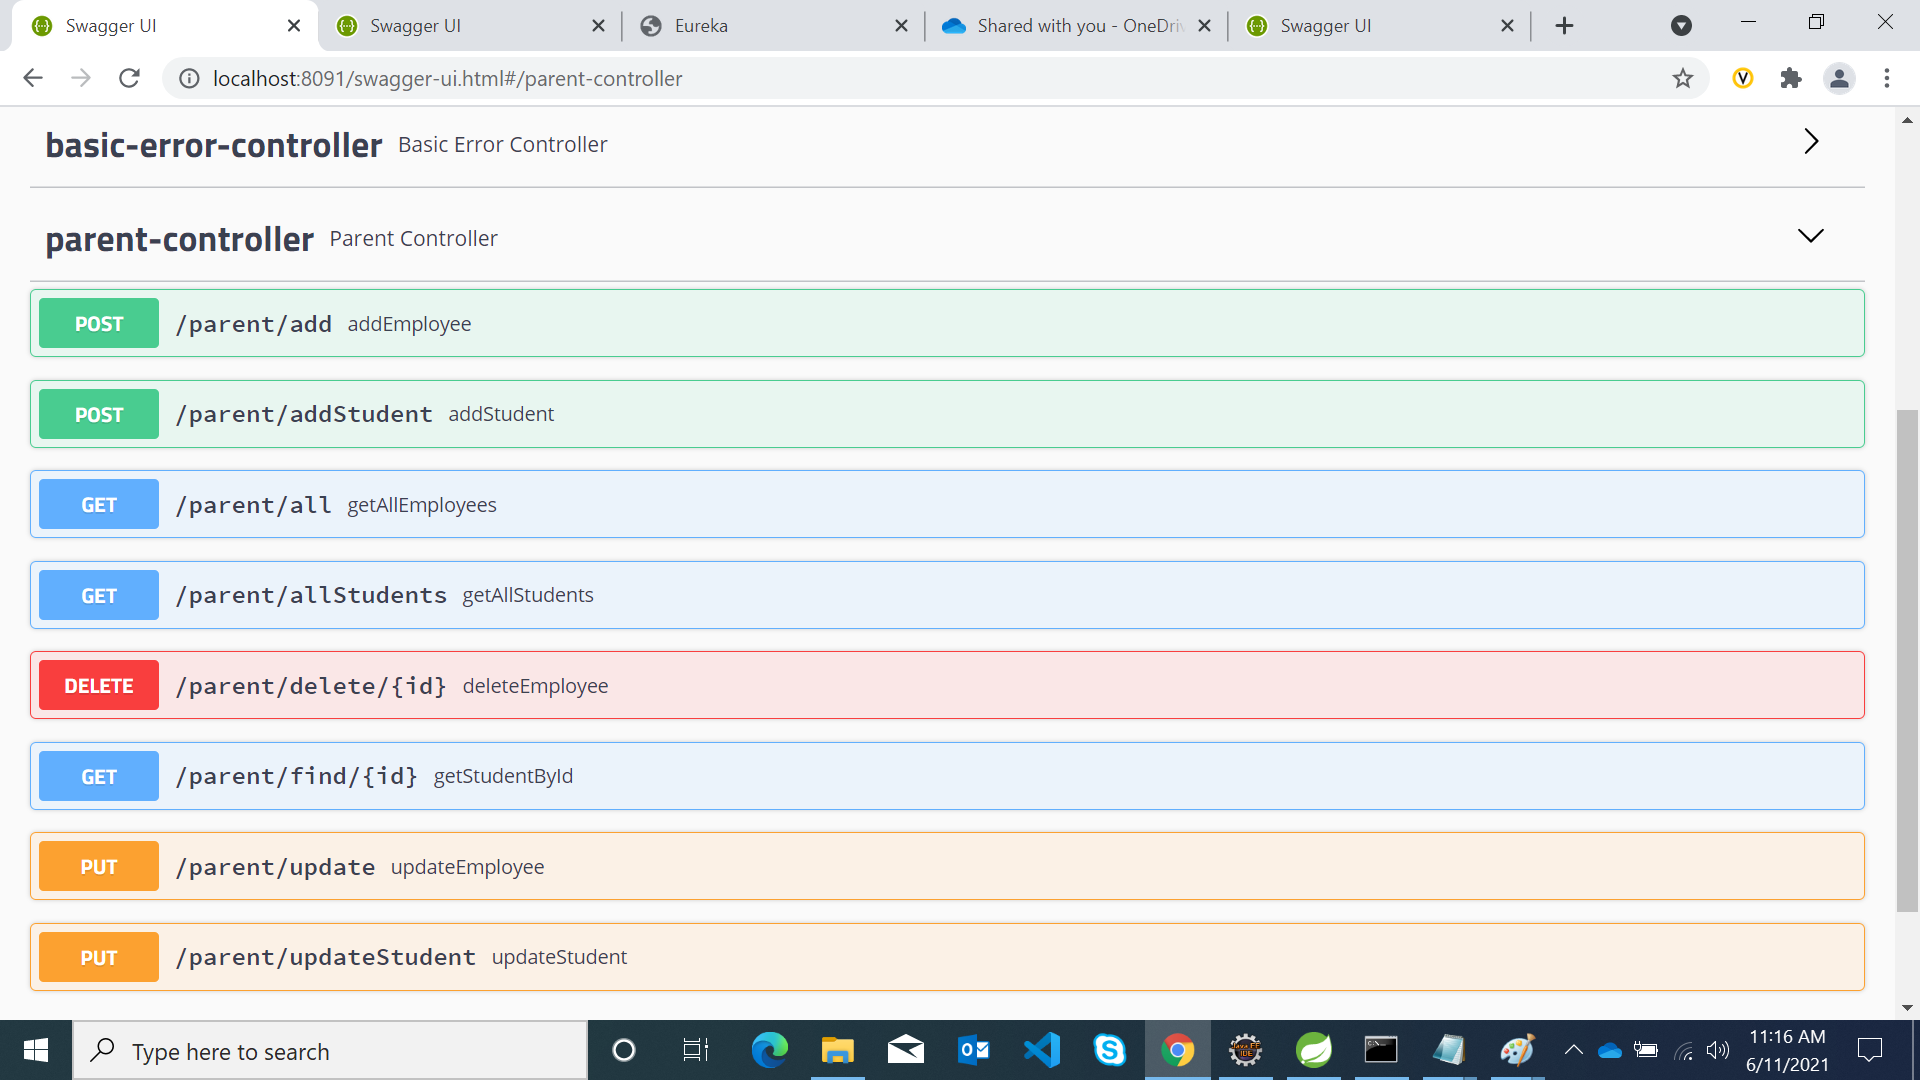 Swagger UI
Swagger UI
Eureka
Shared with you - OneDriv
Swagger UI
localhost:8091/swagger-ui.html#/parent-controller
basic-error-controller Basic Error Controller
parent-controller Parent Controller
POST /parent/add addEmployee
POST /parent/addStudent addStudent
GET /parent/all getAllEmployees
GET /parent/allStudents getAllStudents
DELETE /parent/delete/{id} deleteEmployee
GET /parent/find/{id} getStudentById
PUT /parent/update updateEmployee
PUT /parent/updateStudent updateStudent
Type here to search
11:16 AM
6/11/2021